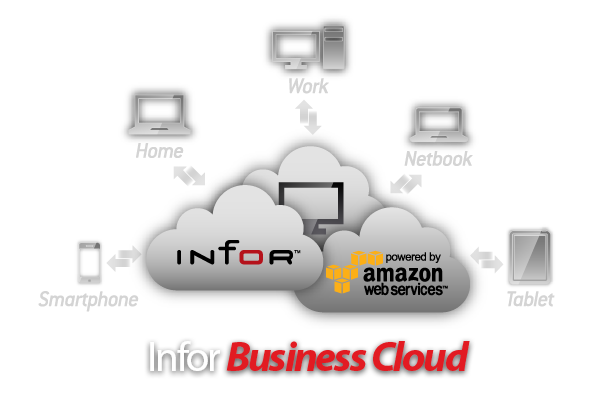 Work
Home
Netbook
INFOR™
powered by
amazon
web services™
Smartphone
Tablet
Infor Business Cloud